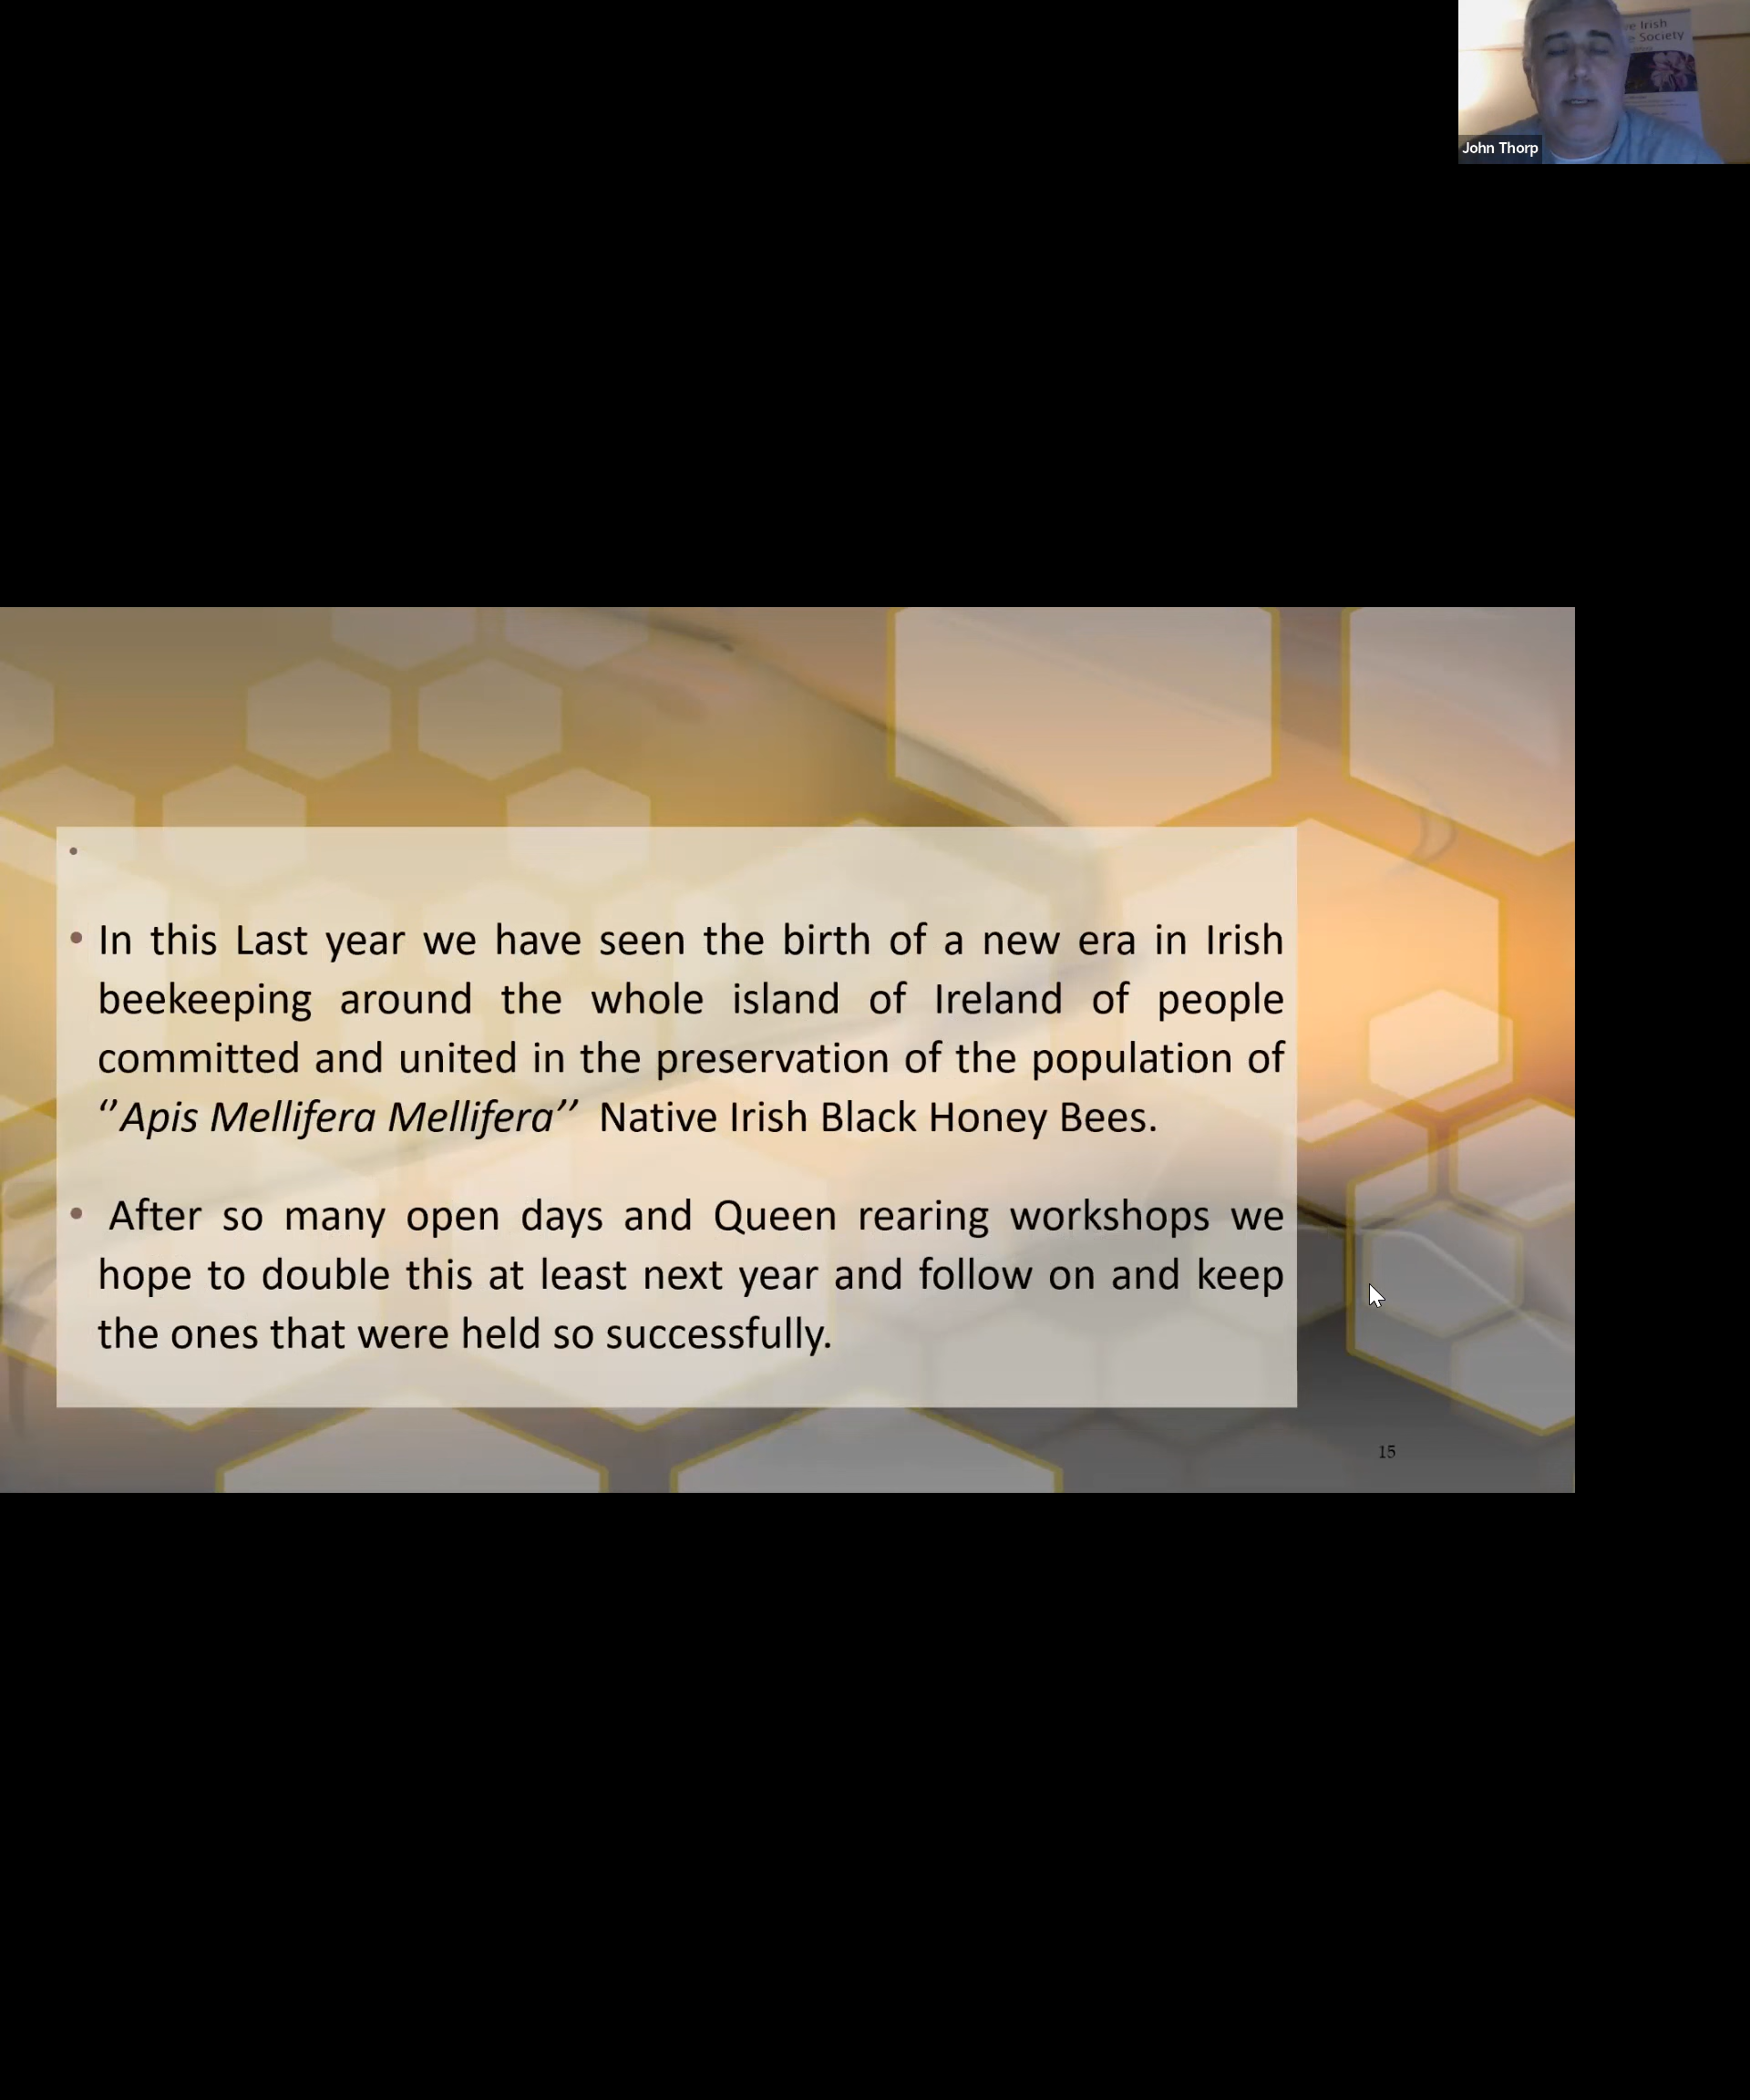 ve Irish
e Society
John Thorp
•
• In this Last year we have seen the birth of a new era in Irish
beekeeping around the whole island of Ireland of people
committed and united in the preservation of the population of
‘’Apis Mellifera Mellifera’’ Native Irish Black Honey Bees.
• After so many open days and Queen rearing workshops we
hope to double this at least next year and follow on and keep
the ones that were held so successfully.
15